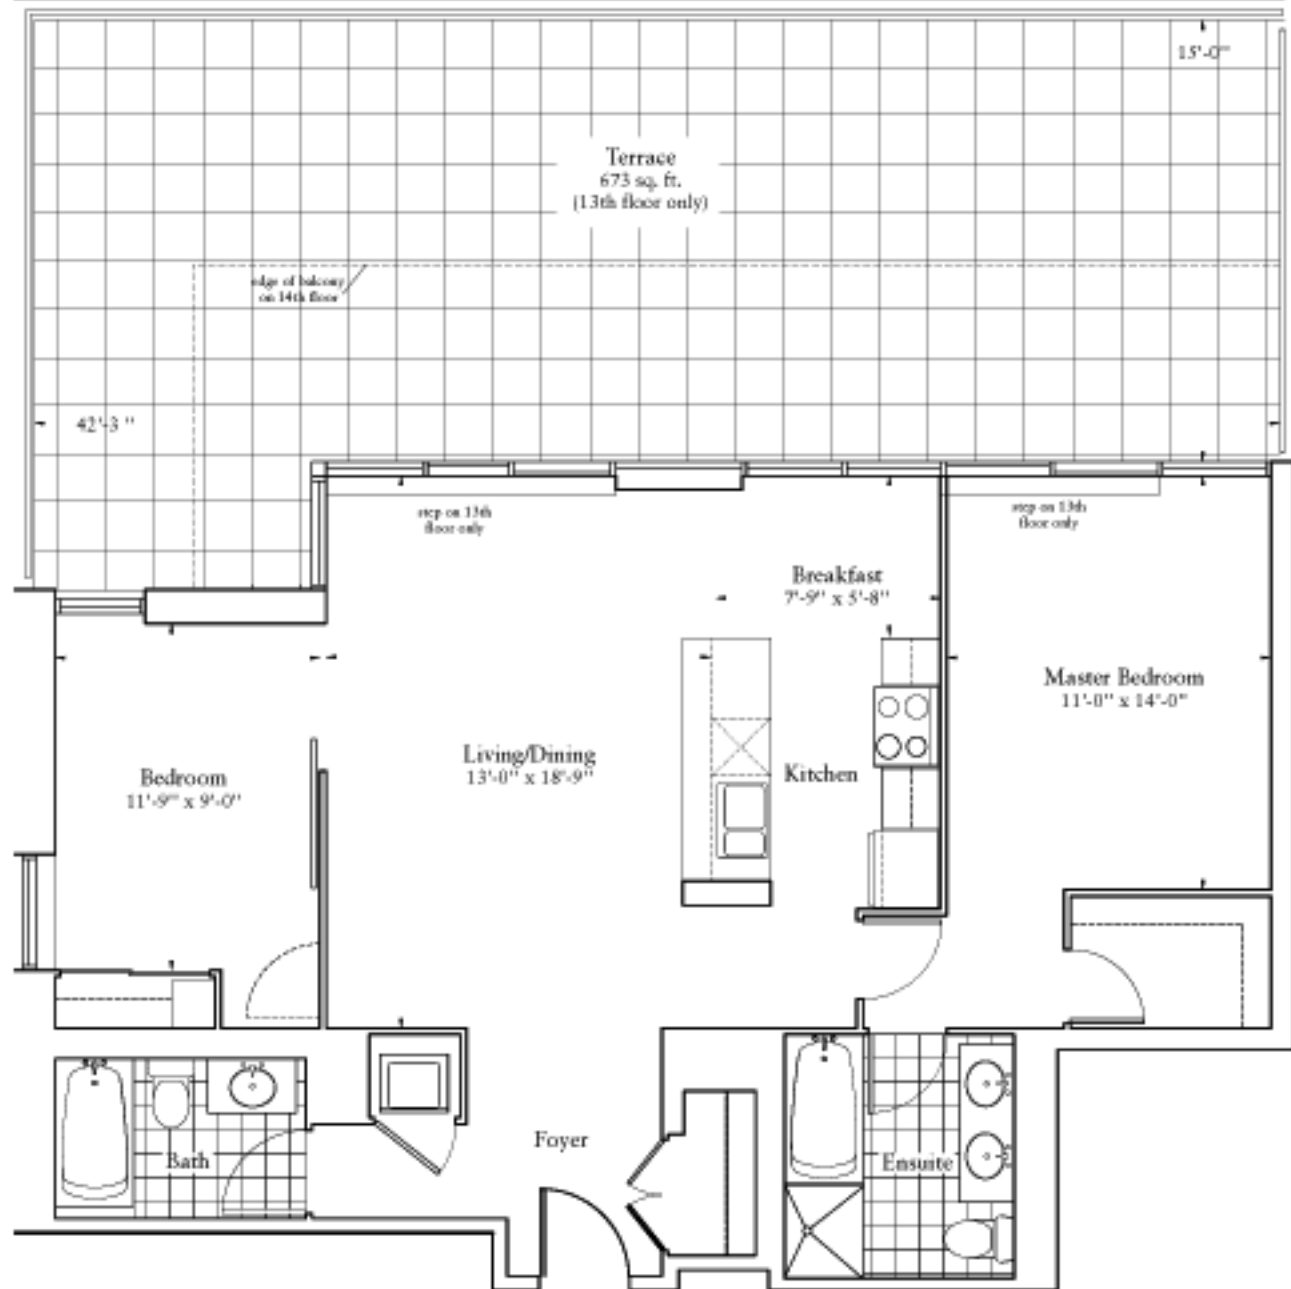 15'-0"
Terrace
673 sq. ft.
(13th floor only)
edge of balcony
on 14th floor
42'-3 "
step on 13th
floor only
step on 13th
floor only
Breakfast
7'-9" x 5'-8"
Master Bedroom
11'-0" x 14'-0"
Living/Dining
13'-0" x 18'-9"
Kitchen
Bedroom
11'-9" x 9'-0"
Foyer
Bath
Ensuite